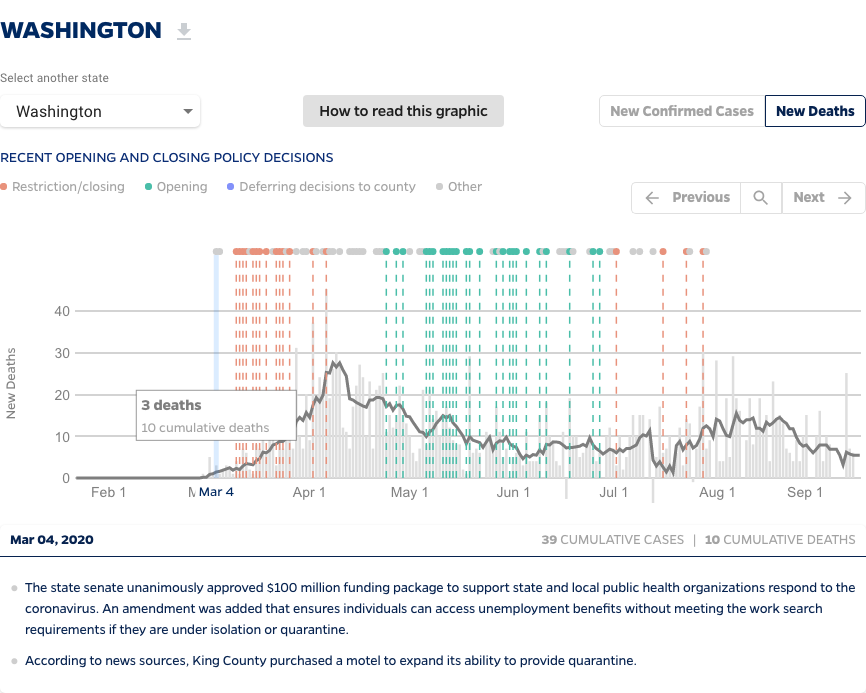 WASHINGTON
Select another state
Washington
How to read this graphic
New Confirmed Cases
New Deaths
RECENT OPENING AND CLOSING POLICY DECISIONS
Restriction/closing
Opening
Deferring decisions to county
Other
Previous
Next
New Deaths
40
30
20
10
0
3 deaths
10 cumulative deaths
Feb 1
Mar 4
Apr 1
May 1
Jun 1
Jul 1
Aug 1
Sep 1
Mar 04, 2020
39 CUMULATIVE CASES | 10 CUMULATIVE DEATHS
The state senate unanimously approved $100 million funding package to support state and local public health organizations respond to the
coronavirus. An amendment was added that ensures individuals can access unemployment benefits without meeting the work search
requirements if they are under isolation or quarantine.
According to news sources, King County purchased a motel to expand its ability to provide quarantine.